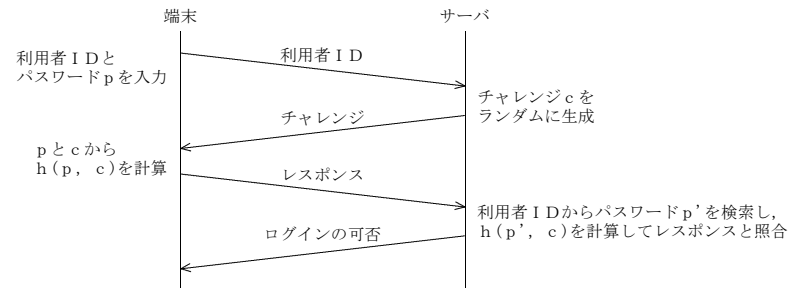 端末
サーバ
利用者ＩＤと
パスワードｐを入力
利用者ＩＤ
チャレンジｃを
ランダムに生成
チャレンジ
ｐとｃから
ｈ(ｐ，ｃ)を計算
レスポンス
利用者ＩＤからパスワードｐ’を検索し，
ｈ(ｐ’，ｃ)を計算してレスポンスと照合
ログインの可否